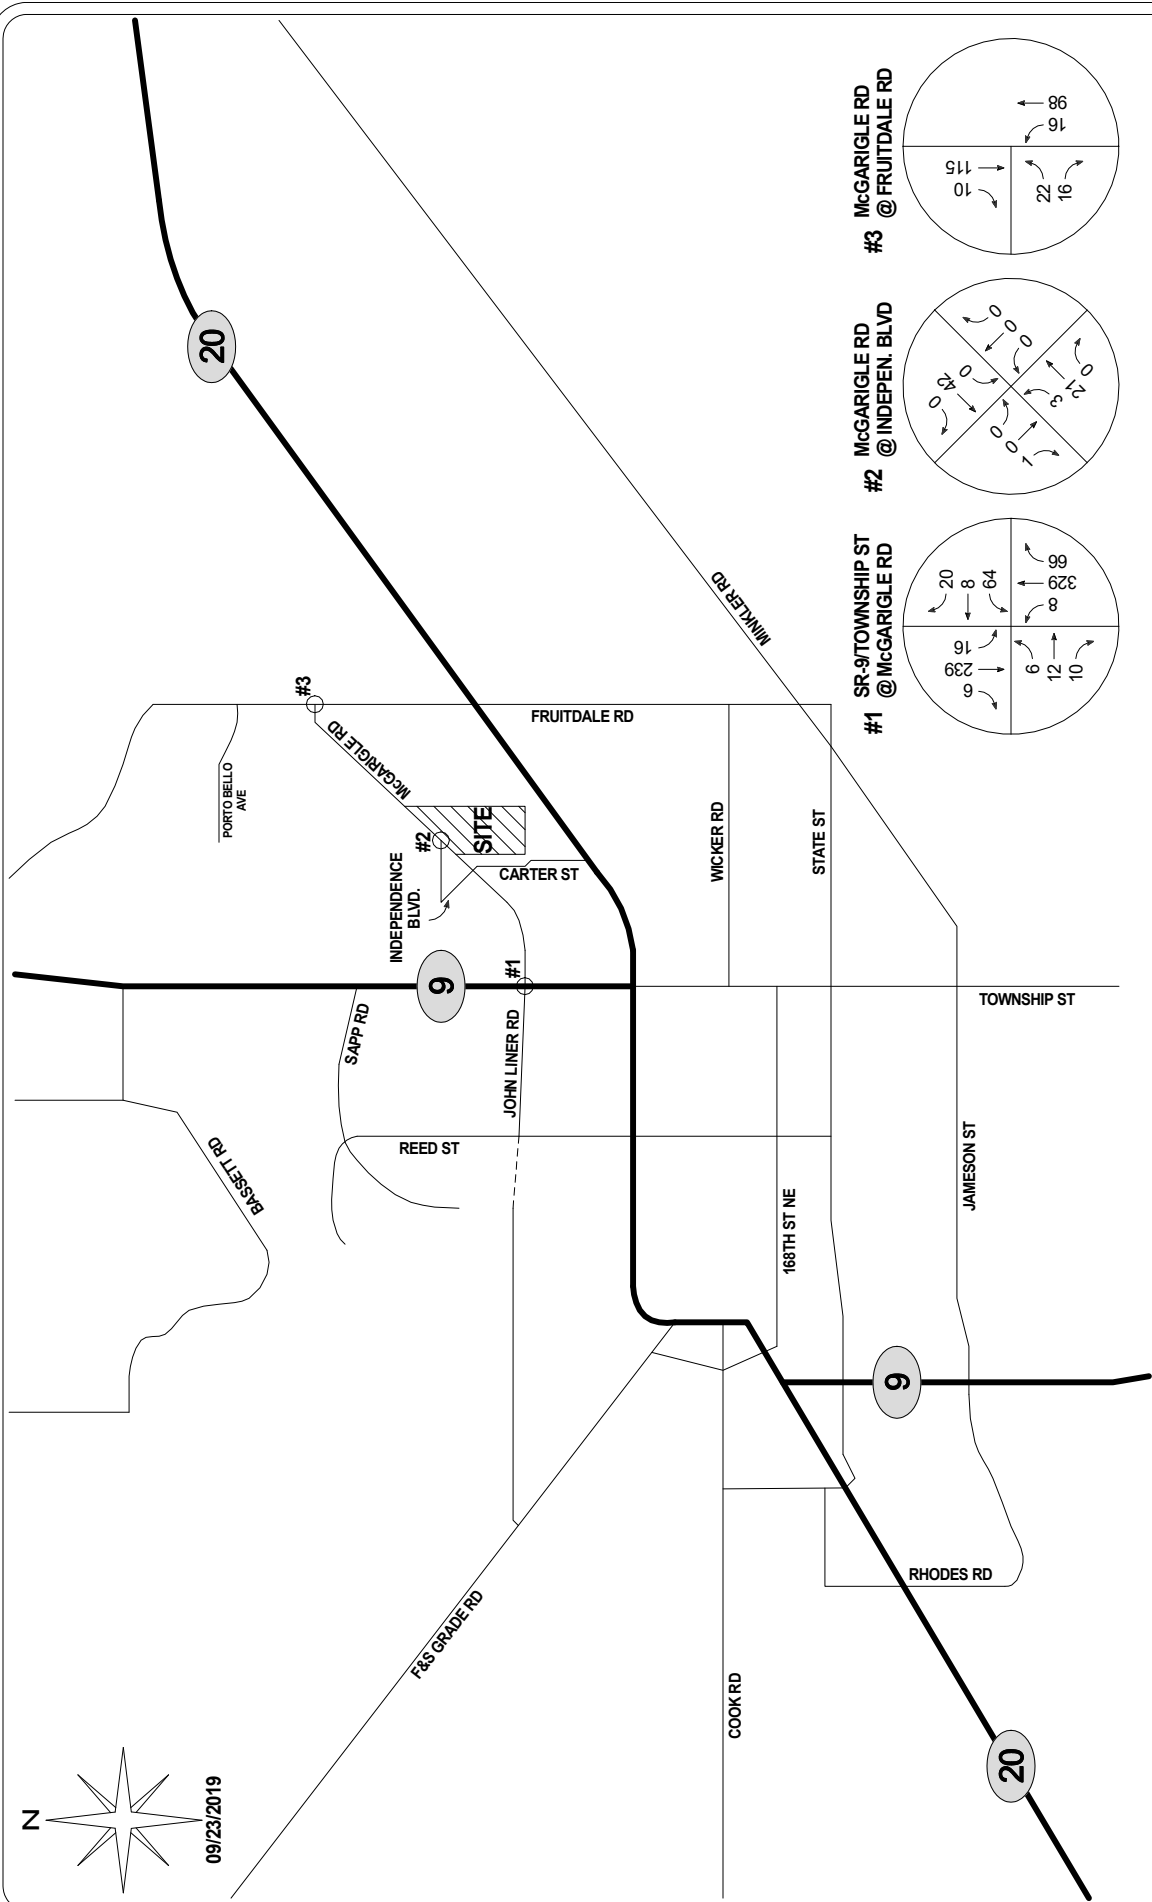 N
09/23/2019
20
9
9
20
#1
#2
#3
SITE
PORTO BELLO
AVE
McGARIGLE RD
FRUITDALE RD
INDEPENDENCE
BLVD.
CARTER ST
WICKER RD
STATE ST
MINKLER RD
SAPP RD
JOHN LINER RD
TOWNSHIP ST
BASSETT RD
REED ST
168TH ST NE
JAMESON ST
F&S GRADE RD
COOK RD
RHODES RD
#1 SR-9/TOWNSHIP ST
@ McGARIGLE RD
6
239
16
20
8
64
6
12
10
8
329
66
#2 McGARIGLE RD
@ INDEPEN. BLVD
0
42
0
0
0
0
0
0
1
3
21
0
#3 McGARIGLE RD
@ FRUITDALE RD
10
115
22
16
16
98